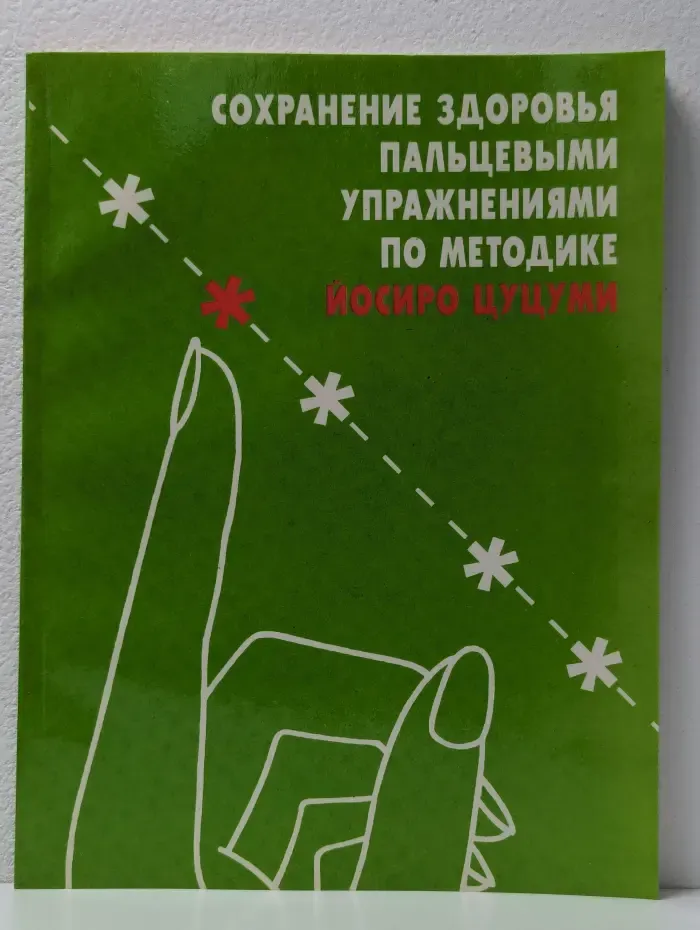 СОХРАНЕНИЕ ЗДОРОВЬЯ
ПАЛЬЦЕВЫМИ
УПРАЖНЕНИЯМИ
ПО МЕТОДИКЕ
ЙОСИРО ЦУЦУМИ